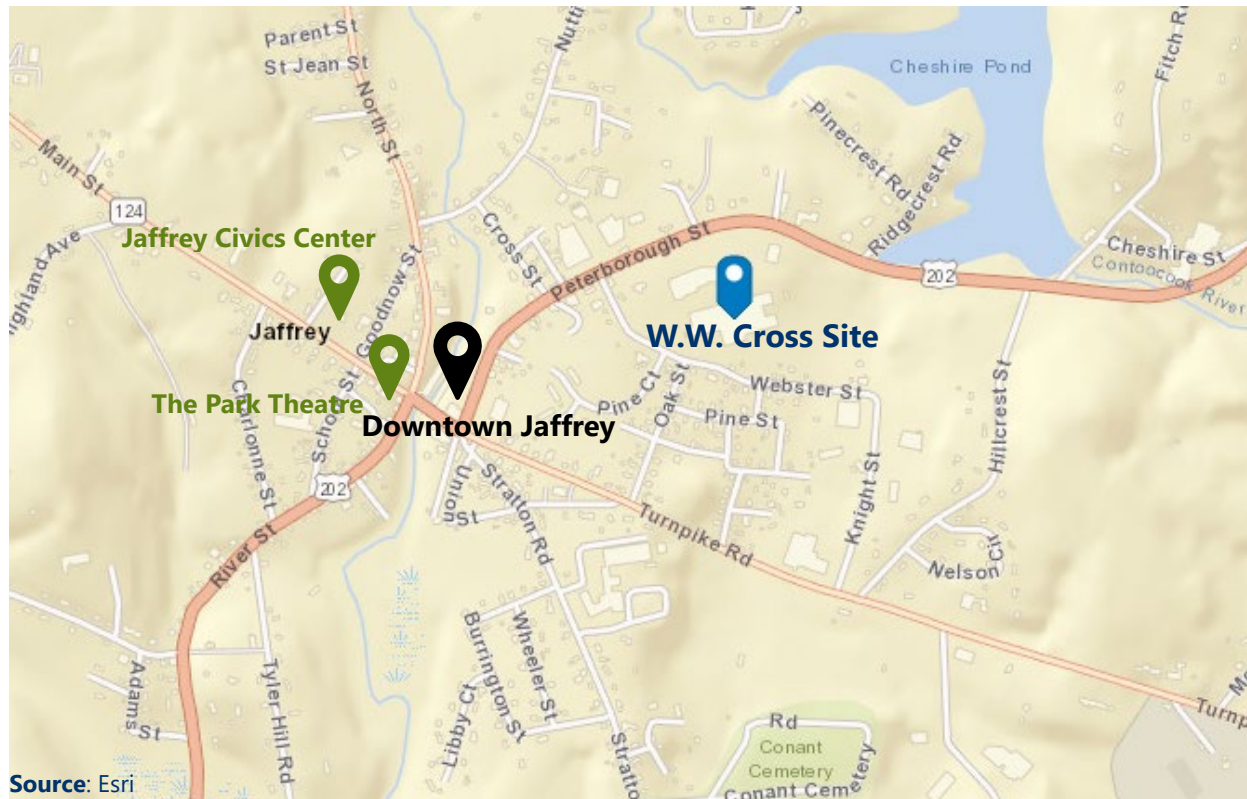 Parent St
St Jean St
North St
Cheshire Pond
Pinecrest Rd
Ridgecrest Rd
Main St
124
Cross St
Peterborough St
202
Cheshire St
Contoocook River
Jaffrey Civics Center
Goodnow St
Jaffrey
W.W. Cross Site
The Park Theatre
Downtown Jaffrey
School St
Pine Ct
Oak St
Webster St
Pine St
Hillcrest St
Knight St
202
Union
St
Stratton Rd
Turnpike Rd
River St
Nelson Cir
Adams
St
Tyler Hill Rd
Libby Ct
Burrington St
Wheeler St
Rd
Conant
Cemetery
Conant Cemetery
Source: Esri